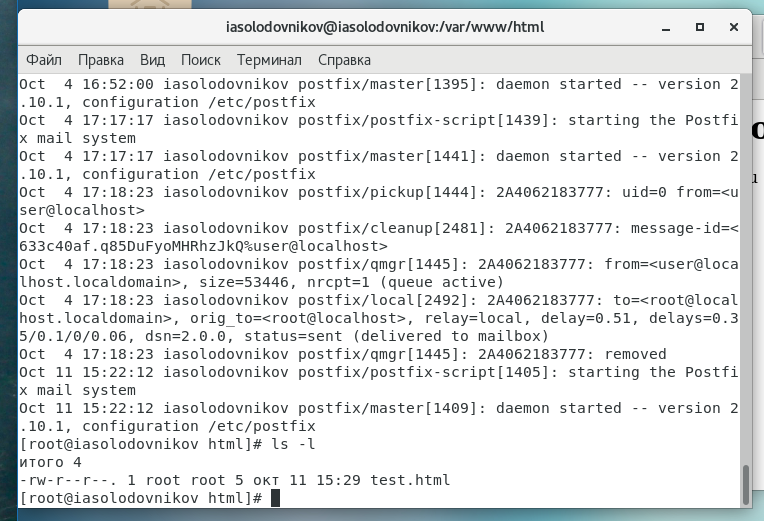 iasolodovnikov@iasolodovnikov:/var/www/html
Файл Правка Вид Поиск Терминал Справка
Oct  4 16:52:00 iasolodovnikov postfix/master[1395]: daemon started -- version 2
.10.1, configuration /etc/postfix
Oct  4 17:17:17 iasolodovnikov postfix/postfix-script[1439]: starting the Postfi
x mail system
Oct  4 17:17:17 iasolodovnikov postfix/master[1441]: daemon started -- version 2
.10.1, configuration /etc/postfix
Oct  4 17:18:23 iasolodovnikov postfix/pickup[1444]: 2A4062183777: uid=0 from=<u
ser@localhost>
Oct  4 17:18:23 iasolodovnikov postfix/cleanup[2481]: 2A4062183777: message-id=<
633c40af.q85DuFyoMHRhzJkQ%user@localhost>
Oct  4 17:18:23 iasolodovnikov postfix/qmgr[1445]: 2A4062183777: from=<user@loca
lhost.localdomain>, size=53446, nrcpt=1 (queue active)
Oct  4 17:18:23 iasolodovnikov postfix/local[2492]: 2A4062183777: to=<root@local
host.localdomain>, orig_to=<root@localhost>, relay=local, delay=0.51, delays=0.3
5/0.1/0/0.06, dsn=2.0.0, status=sent (delivered to mailbox)
Oct  4 17:18:23 iasolodovnikov postfix/qmgr[1445]: 2A4062183777: removed
Oct 11 15:22:12 iasolodovnikov postfix/postfix-script[1405]: starting the Postfi
x mail system
Oct 11 15:22:12 iasolodovnikov postfix/master[1409]: daemon started -- version 2
.10.1, configuration /etc/postfix
[root@iasolodovnikov html]# ls -l
итого 4
-rw-r--r--. 1 root root 5 окт 11 15:29 test.html
[root@iasolodovnikov html]#